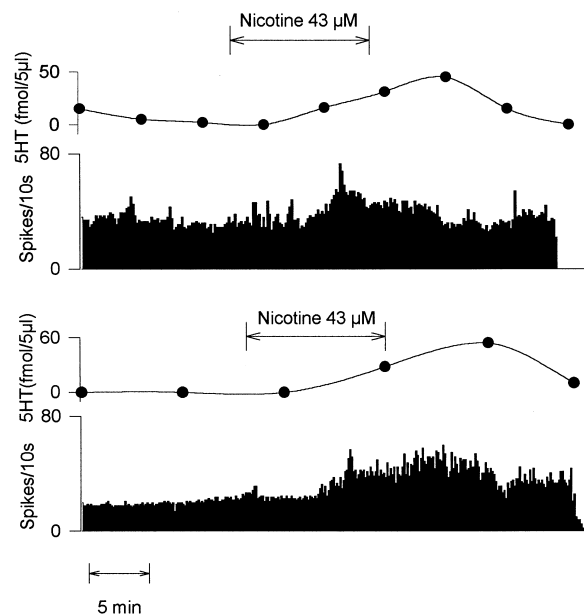 Nicotine 43 μM
5HT (fmol/5μl)
50
0
Spikes/10s
80
0
Nicotine 43 μM
5HT(fmol/5μl)
60
0
Spikes/10s
80
0
5 min